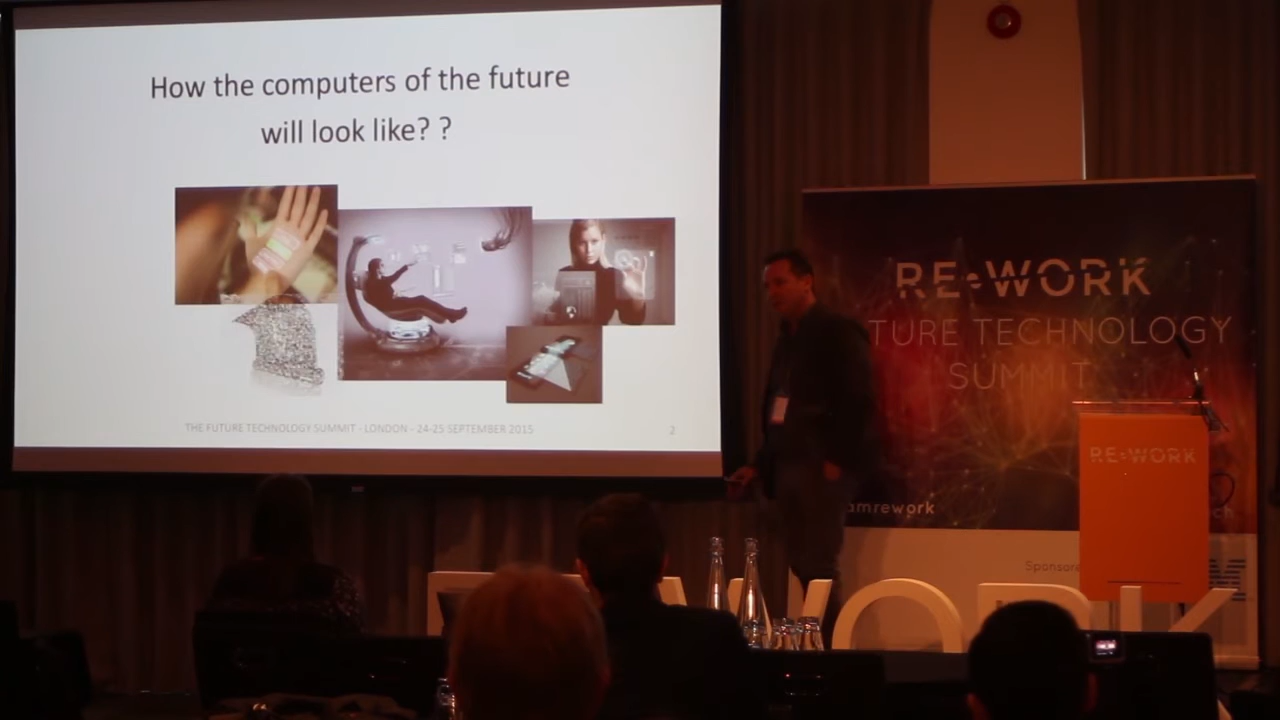 How the computers of the future
will look like? ?
THE FUTURE TECHNOLOGY SUMMIT - LONDON - 24-25 SEPTEMBER 2015
2
RE•WORK
TURE TECHNOLOGY
SUMMIT
RE•WORK
amrework
Sponsore